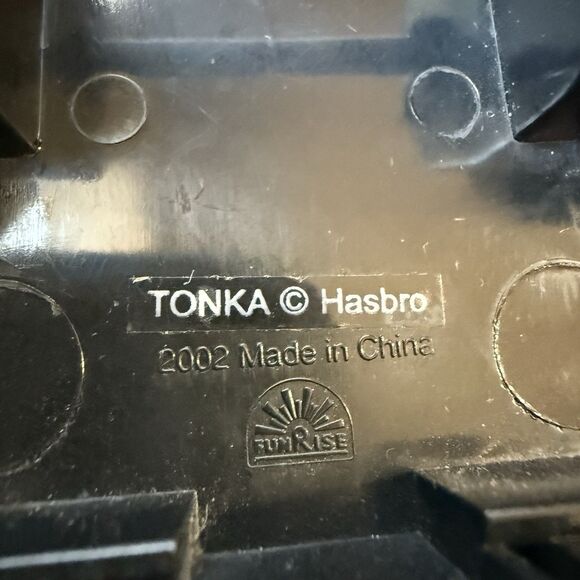 TONKA © Hasbro
2002 Made in China
FUNRISE